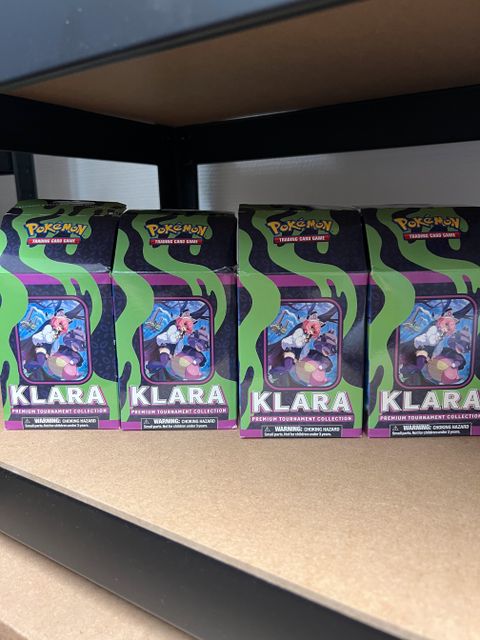 POKÉMON
TRADING CARD GAME
KLARA
PREMIUM TOURNAMENT COLLECTION
WARNING: CHOKING HAZARD
Small parts. Not for children under 3 years.
POKÉMON
TRADING CARD GAME
KLARA
PREMIUM TOURNAMENT COLLECTION
WARNING: CHOKING HAZARD
Small parts. Not for children under 3 years.
POKÉMON
TRADING CARD GAME
KLARA
PREMIUM TOURNAMENT COLLECTION
WARNING: CHOKING HAZARD
Small parts. Not for children under 3 years.
POKÉMON
TRADING CARD GAME
KLARA
PREMIUM TOURNAMENT COLLECTION
WARNING: CHOKING HAZARD
Small parts. Not for children under 3 years.